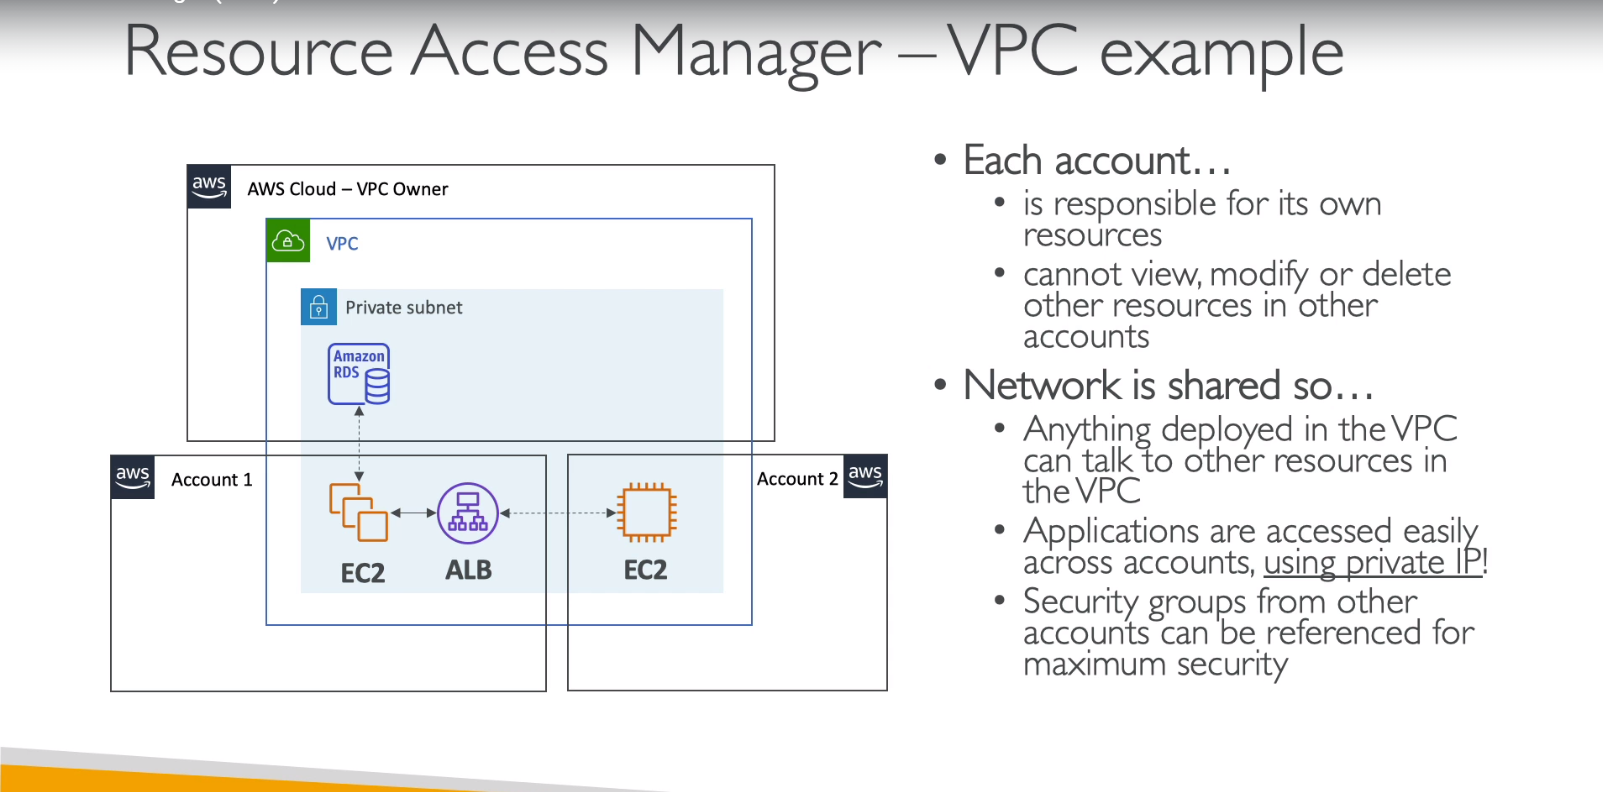 Resource Access Manager – VPC example
aws
AWS Cloud – VPC Owner
VPC
Private subnet
Amazon
RDS
aws
Account 1
Account 2
aws
EC2
ALB
EC2
• Each account…
• is responsible for its own
resources
• cannot view, modify or delete
other resources in other
accounts
• Network is shared so…
• Anything deployed in the VPC
can talk to other resources in
the VPC
• Applications are accessed easily
across accounts, using private IP!
• Security groups from other
accounts can be referenced for
maximum security